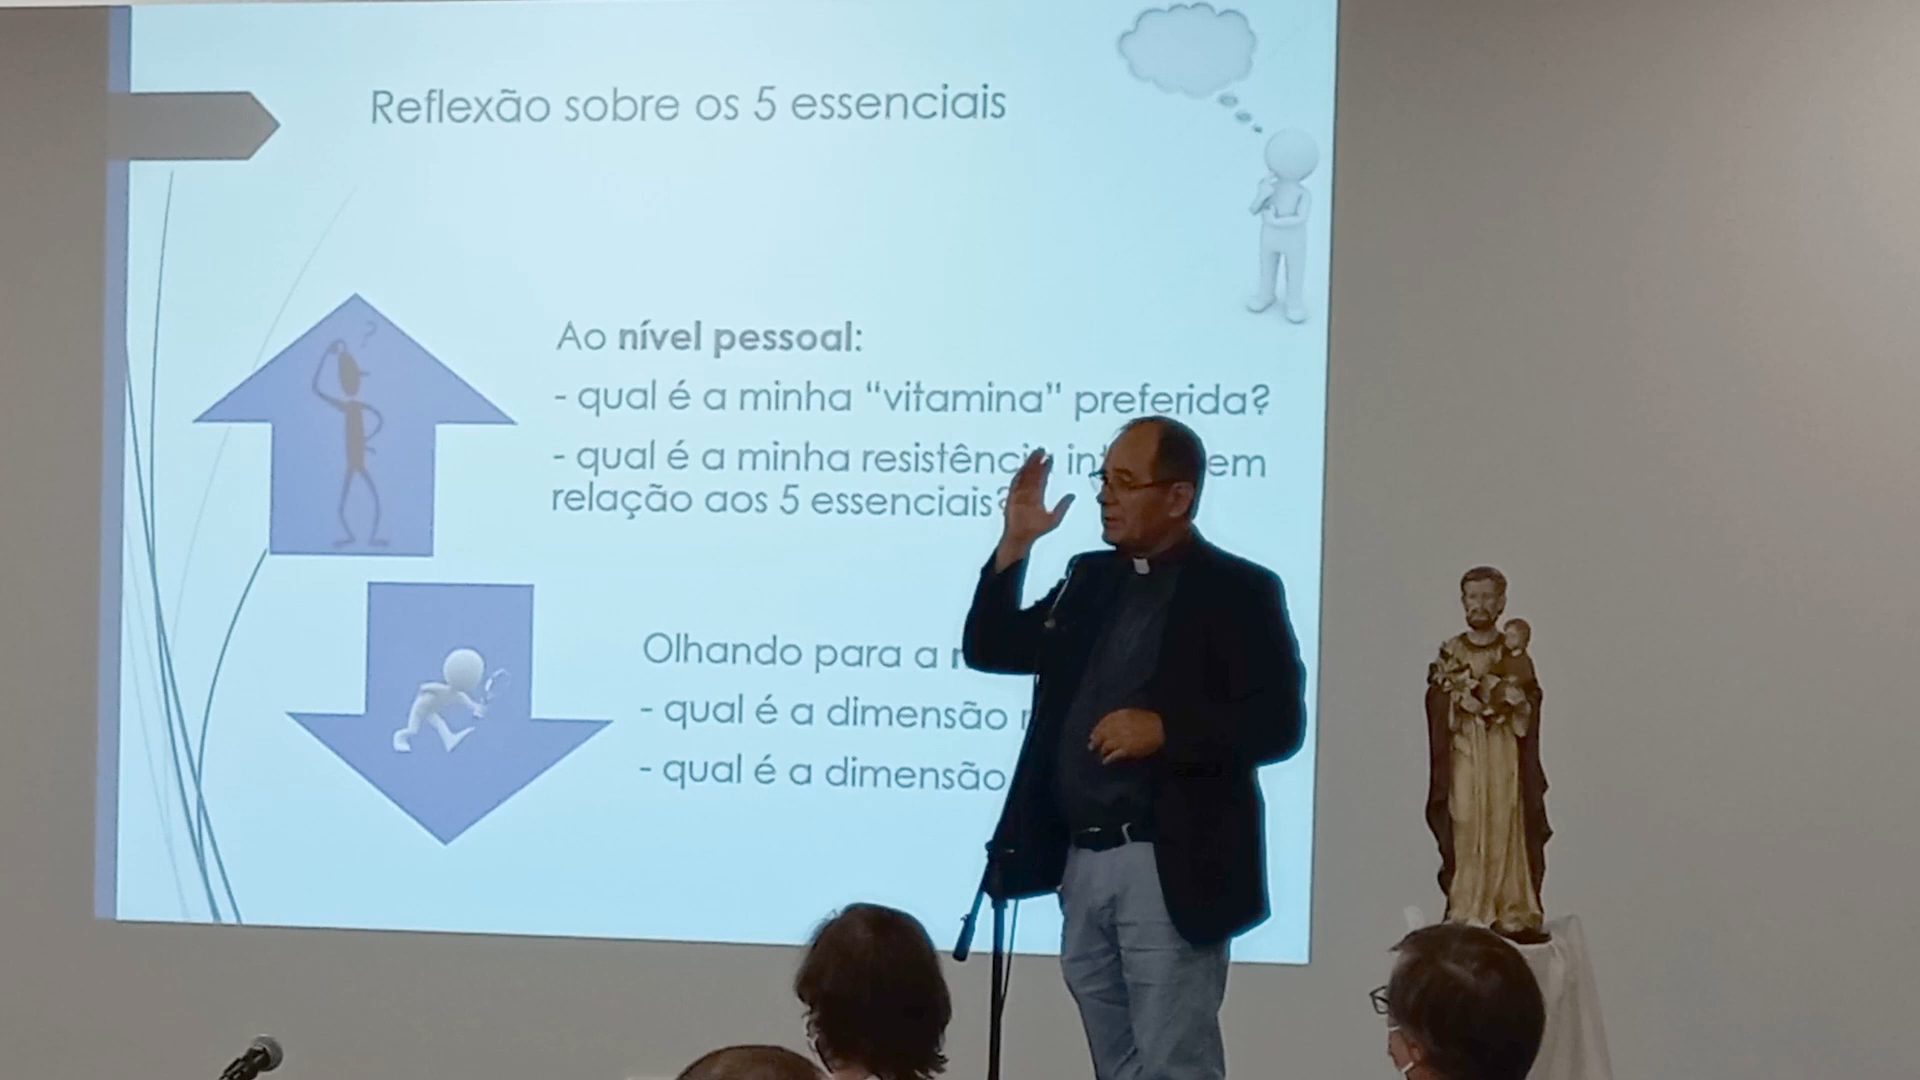 Reflexão sobre os 5 essenciais
?
Ao nível pessoal:
- qual é a minha “vitamina” preferida?
- qual é a minha resistência em
relação aos 5 essenciais?
Olhando para a
- qual é a dimensão
- qual é a dimensão